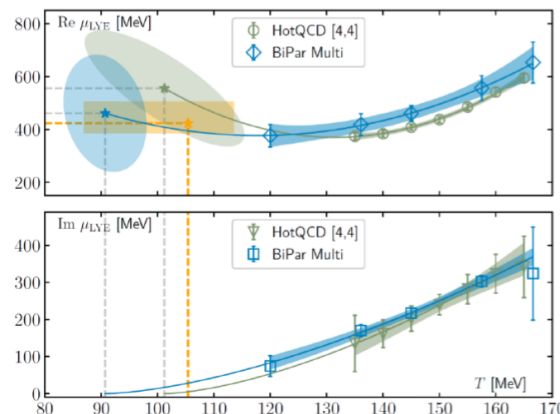 800
Re μLYE [MeV]
HotQCD [4,4]
BiPar Multi
600
400
200
Im μLYE [MeV]
HotQCD [4,4]
BiPar Multi
400
300
200
100
0
T [MeV]
80 90 100 110 120 130 140 150 160 170